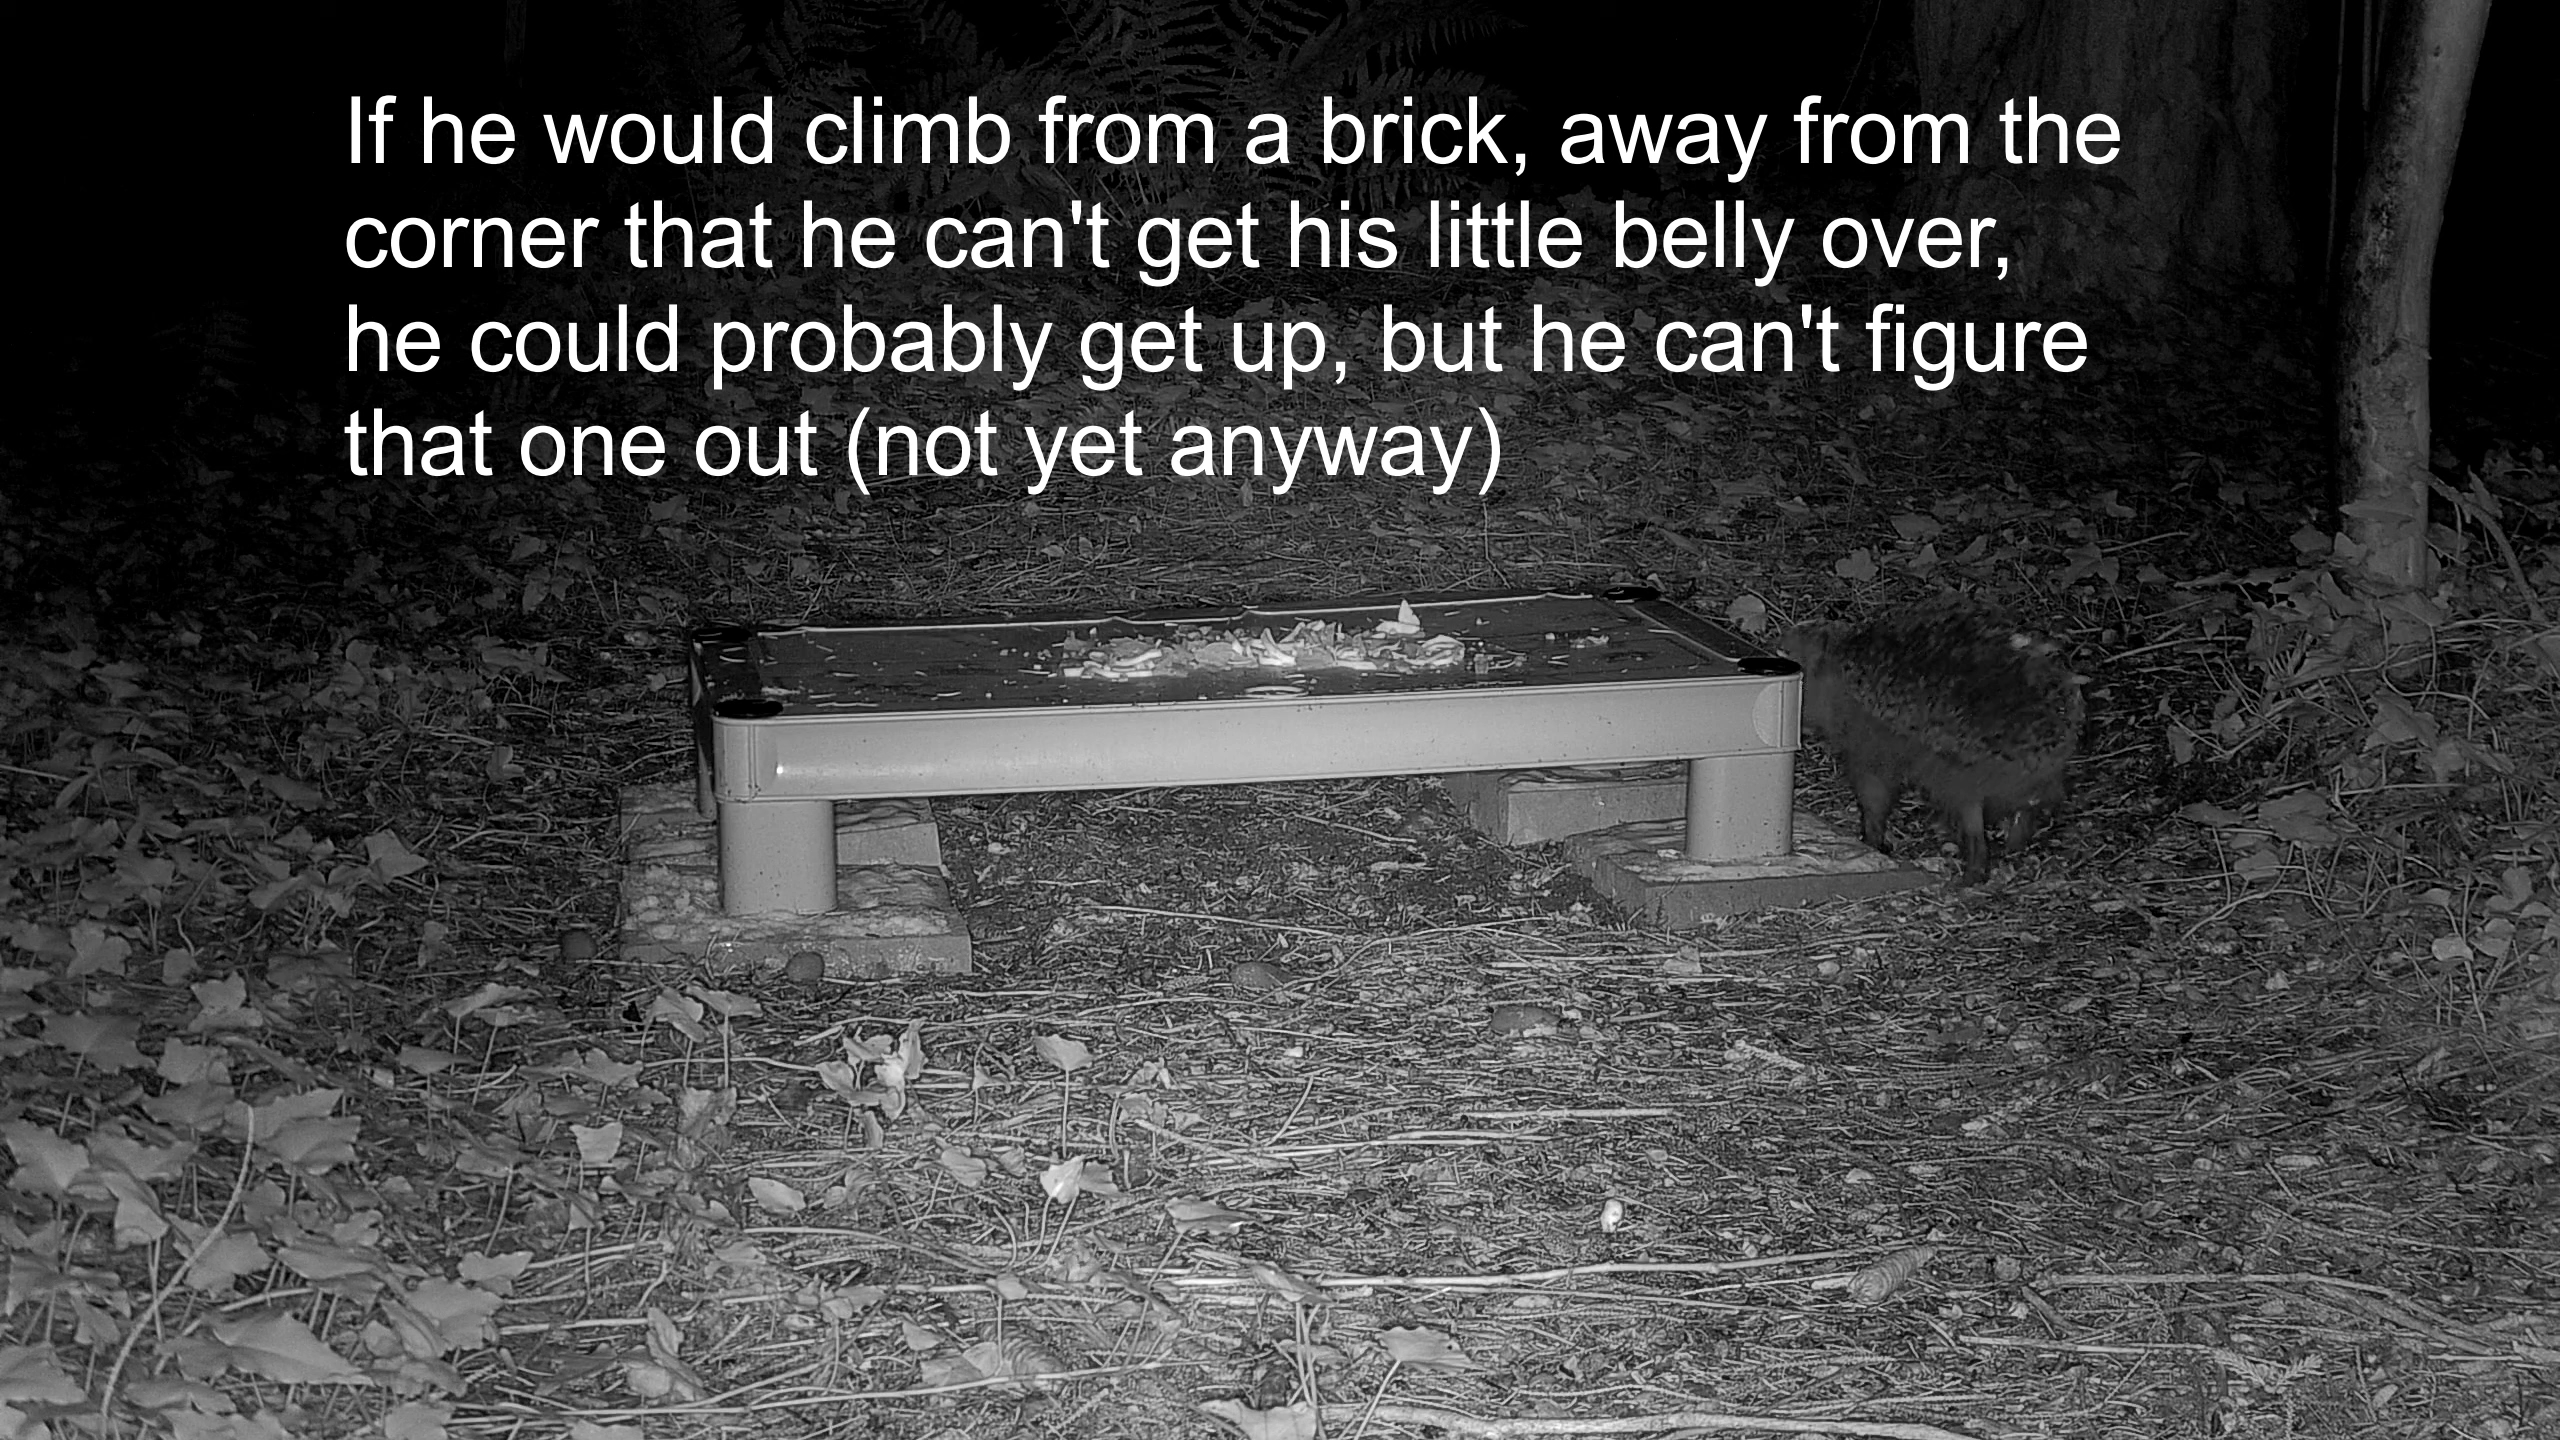 If he would climb from a brick, away from the
corner that he can't get his little belly over,
he could probably get up, but he can't figure
that one out (not yet anyway)